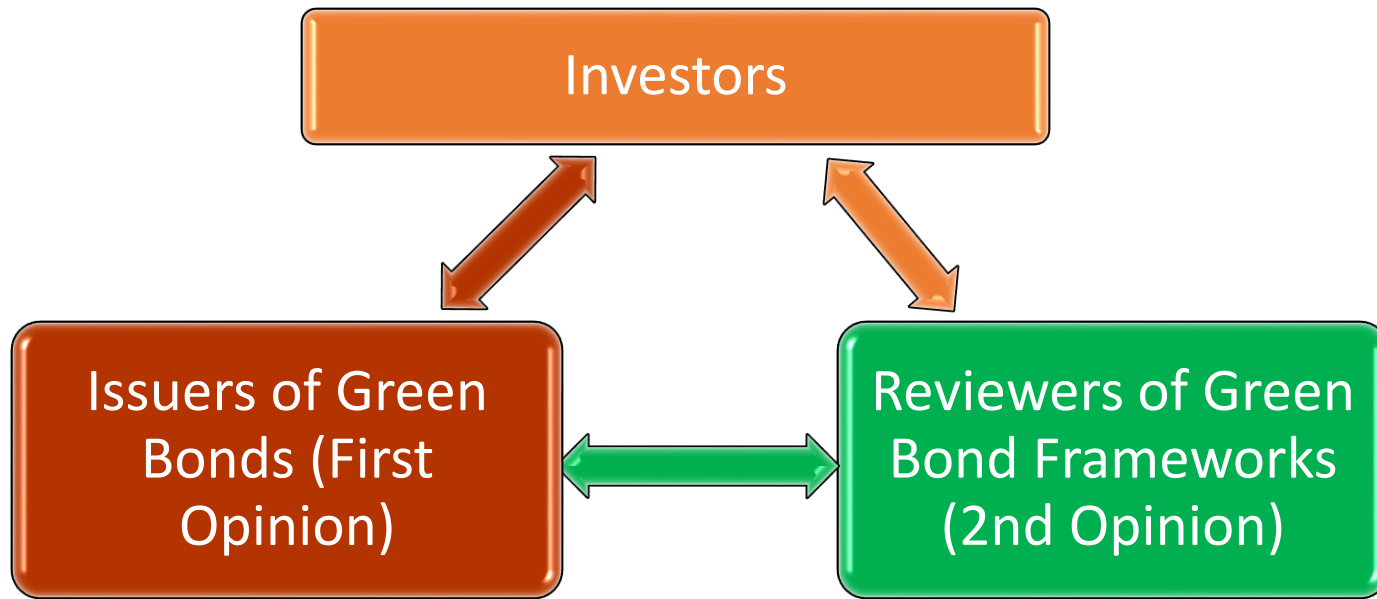 Investors
Issuers of Green
Bonds (First
Opinion)
Reviewers of Green
Bond Frameworks
(2nd Opinion)